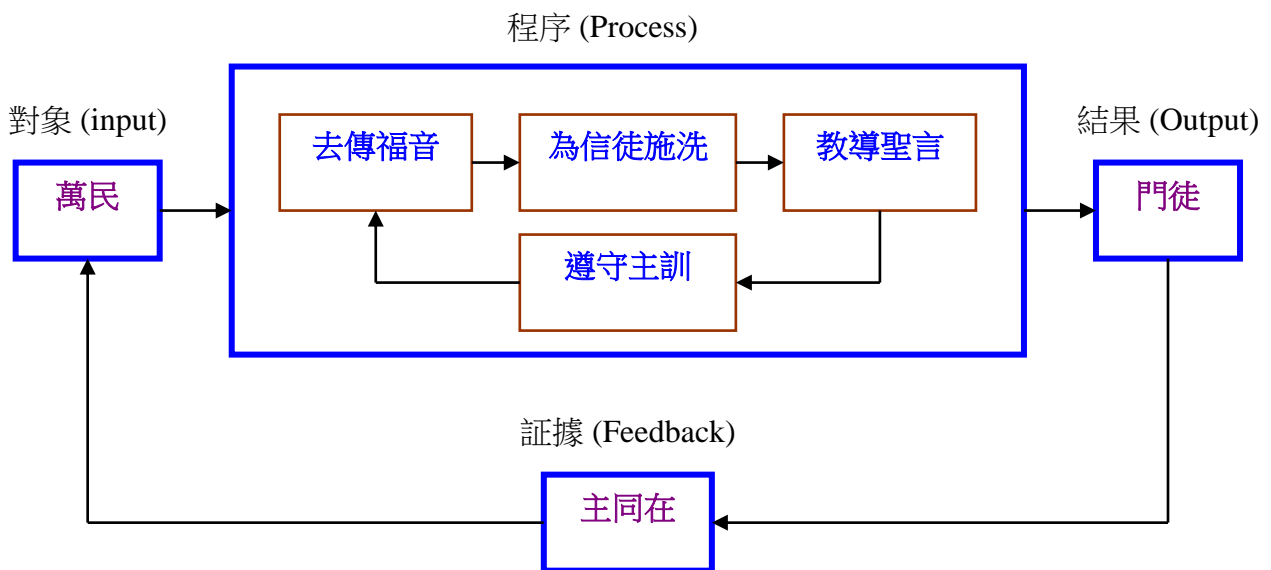 程序 (Process)
對象 (input)
結果 (Output)
萬民
去傳福音
為信徒施洗
教導聖言
門徒
遵守主訓
証據 (Feedback)
主同在